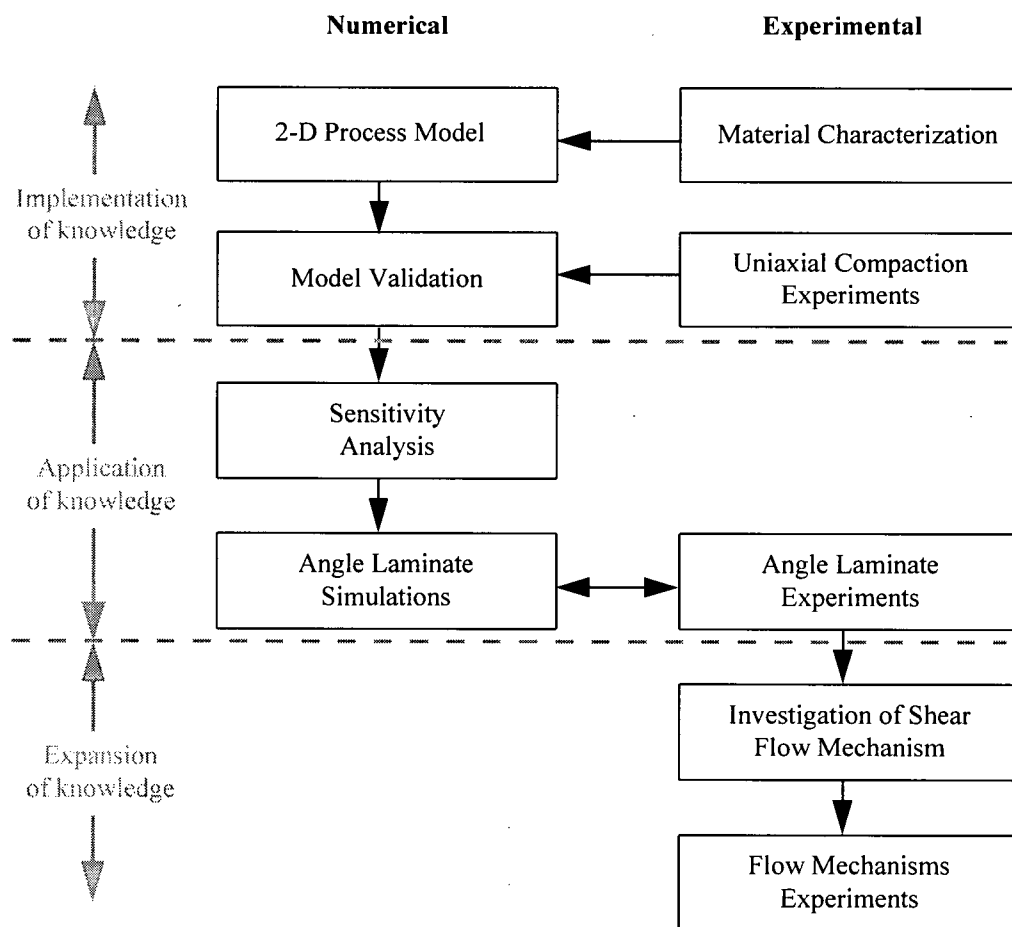 Numerical
Experimental
2-D Process Model
Material Characterization
Implementation
of knowledge
Model Validation
Uniaxial Compaction
Experiments
Sensitivity
Analysis
Application
of knowledge
Angle Laminate
Simulations
Angle Laminate
Experiments
Investigation of Shear
Flow Mechanism
Expansion
of knowledge
Flow Mechanisms
Experiments